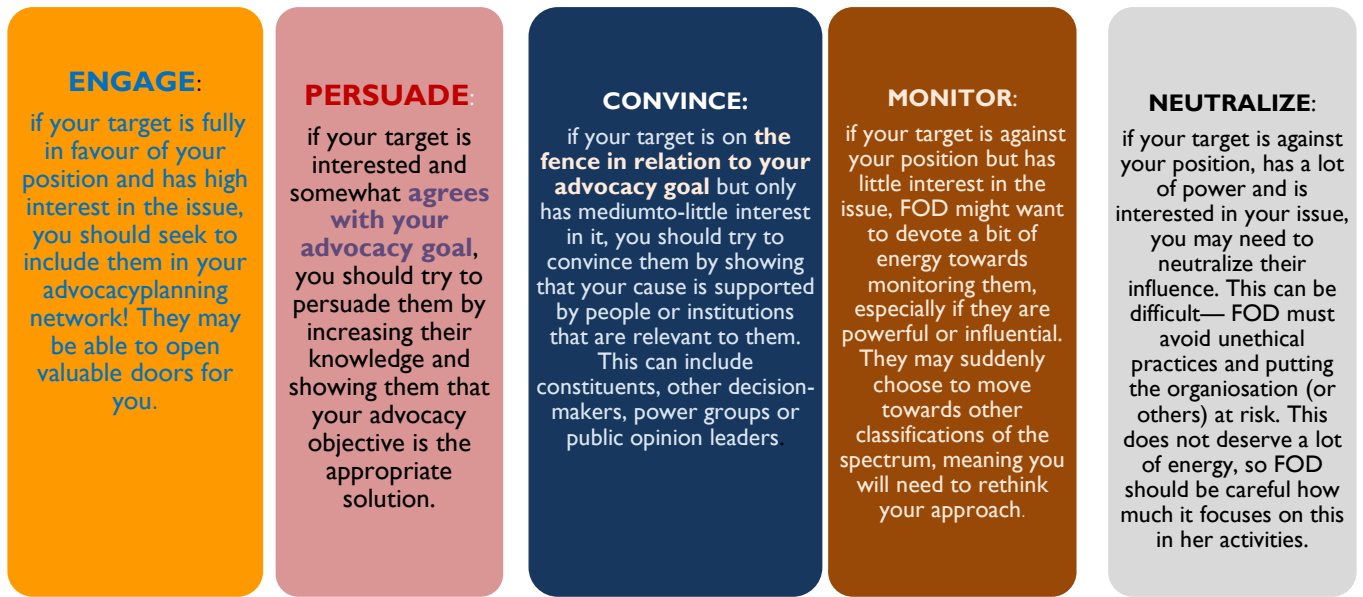 ENGAGE:
if your target is fully
in favour of your
position and has high
interest in the issue,
you should seek to
include them in your
advocacyplanning
network! They may
be able to open
valuable doors for
you.
PERSUADE:
if your target is
interested and
somewhat agrees
with your
advocacy goal,
you should try to
persuade them by
increasing their
knowledge and
showing them that
your advocacy
objective is the
appropriate
solution.
CONVINCE:
if your target is on the
fence in relation to your
advocacy goal but only
has mediumto-little interest
in it, you should try to
convince them by showing
that your cause is supported
by people or institutions
that are relevant to them.
This can include
constituents, other decision-
makers, power groups or
public opinion leaders.
MONITOR:
if your target is against
your position but has
little interest in the
issue, FOD might want
to devote a bit of
energy towards
monitoring them,
especially if they are
powerful or influential.
They may suddenly
choose to move
towards other
classifications of the
spectrum, meaning you
will need to rethink
your approach.
NEUTRALIZE:
if your target is against
your position, has a lot
of power and is
interested in your issue,
you may need to
neutralize their
influence. This can be
difficult— FOD must
avoid unethical
practices and putting
the organiosation (or
others) at risk. This
does not deserve a lot
of energy, so FOD
should be careful how
much it focuses on this
in her activities.